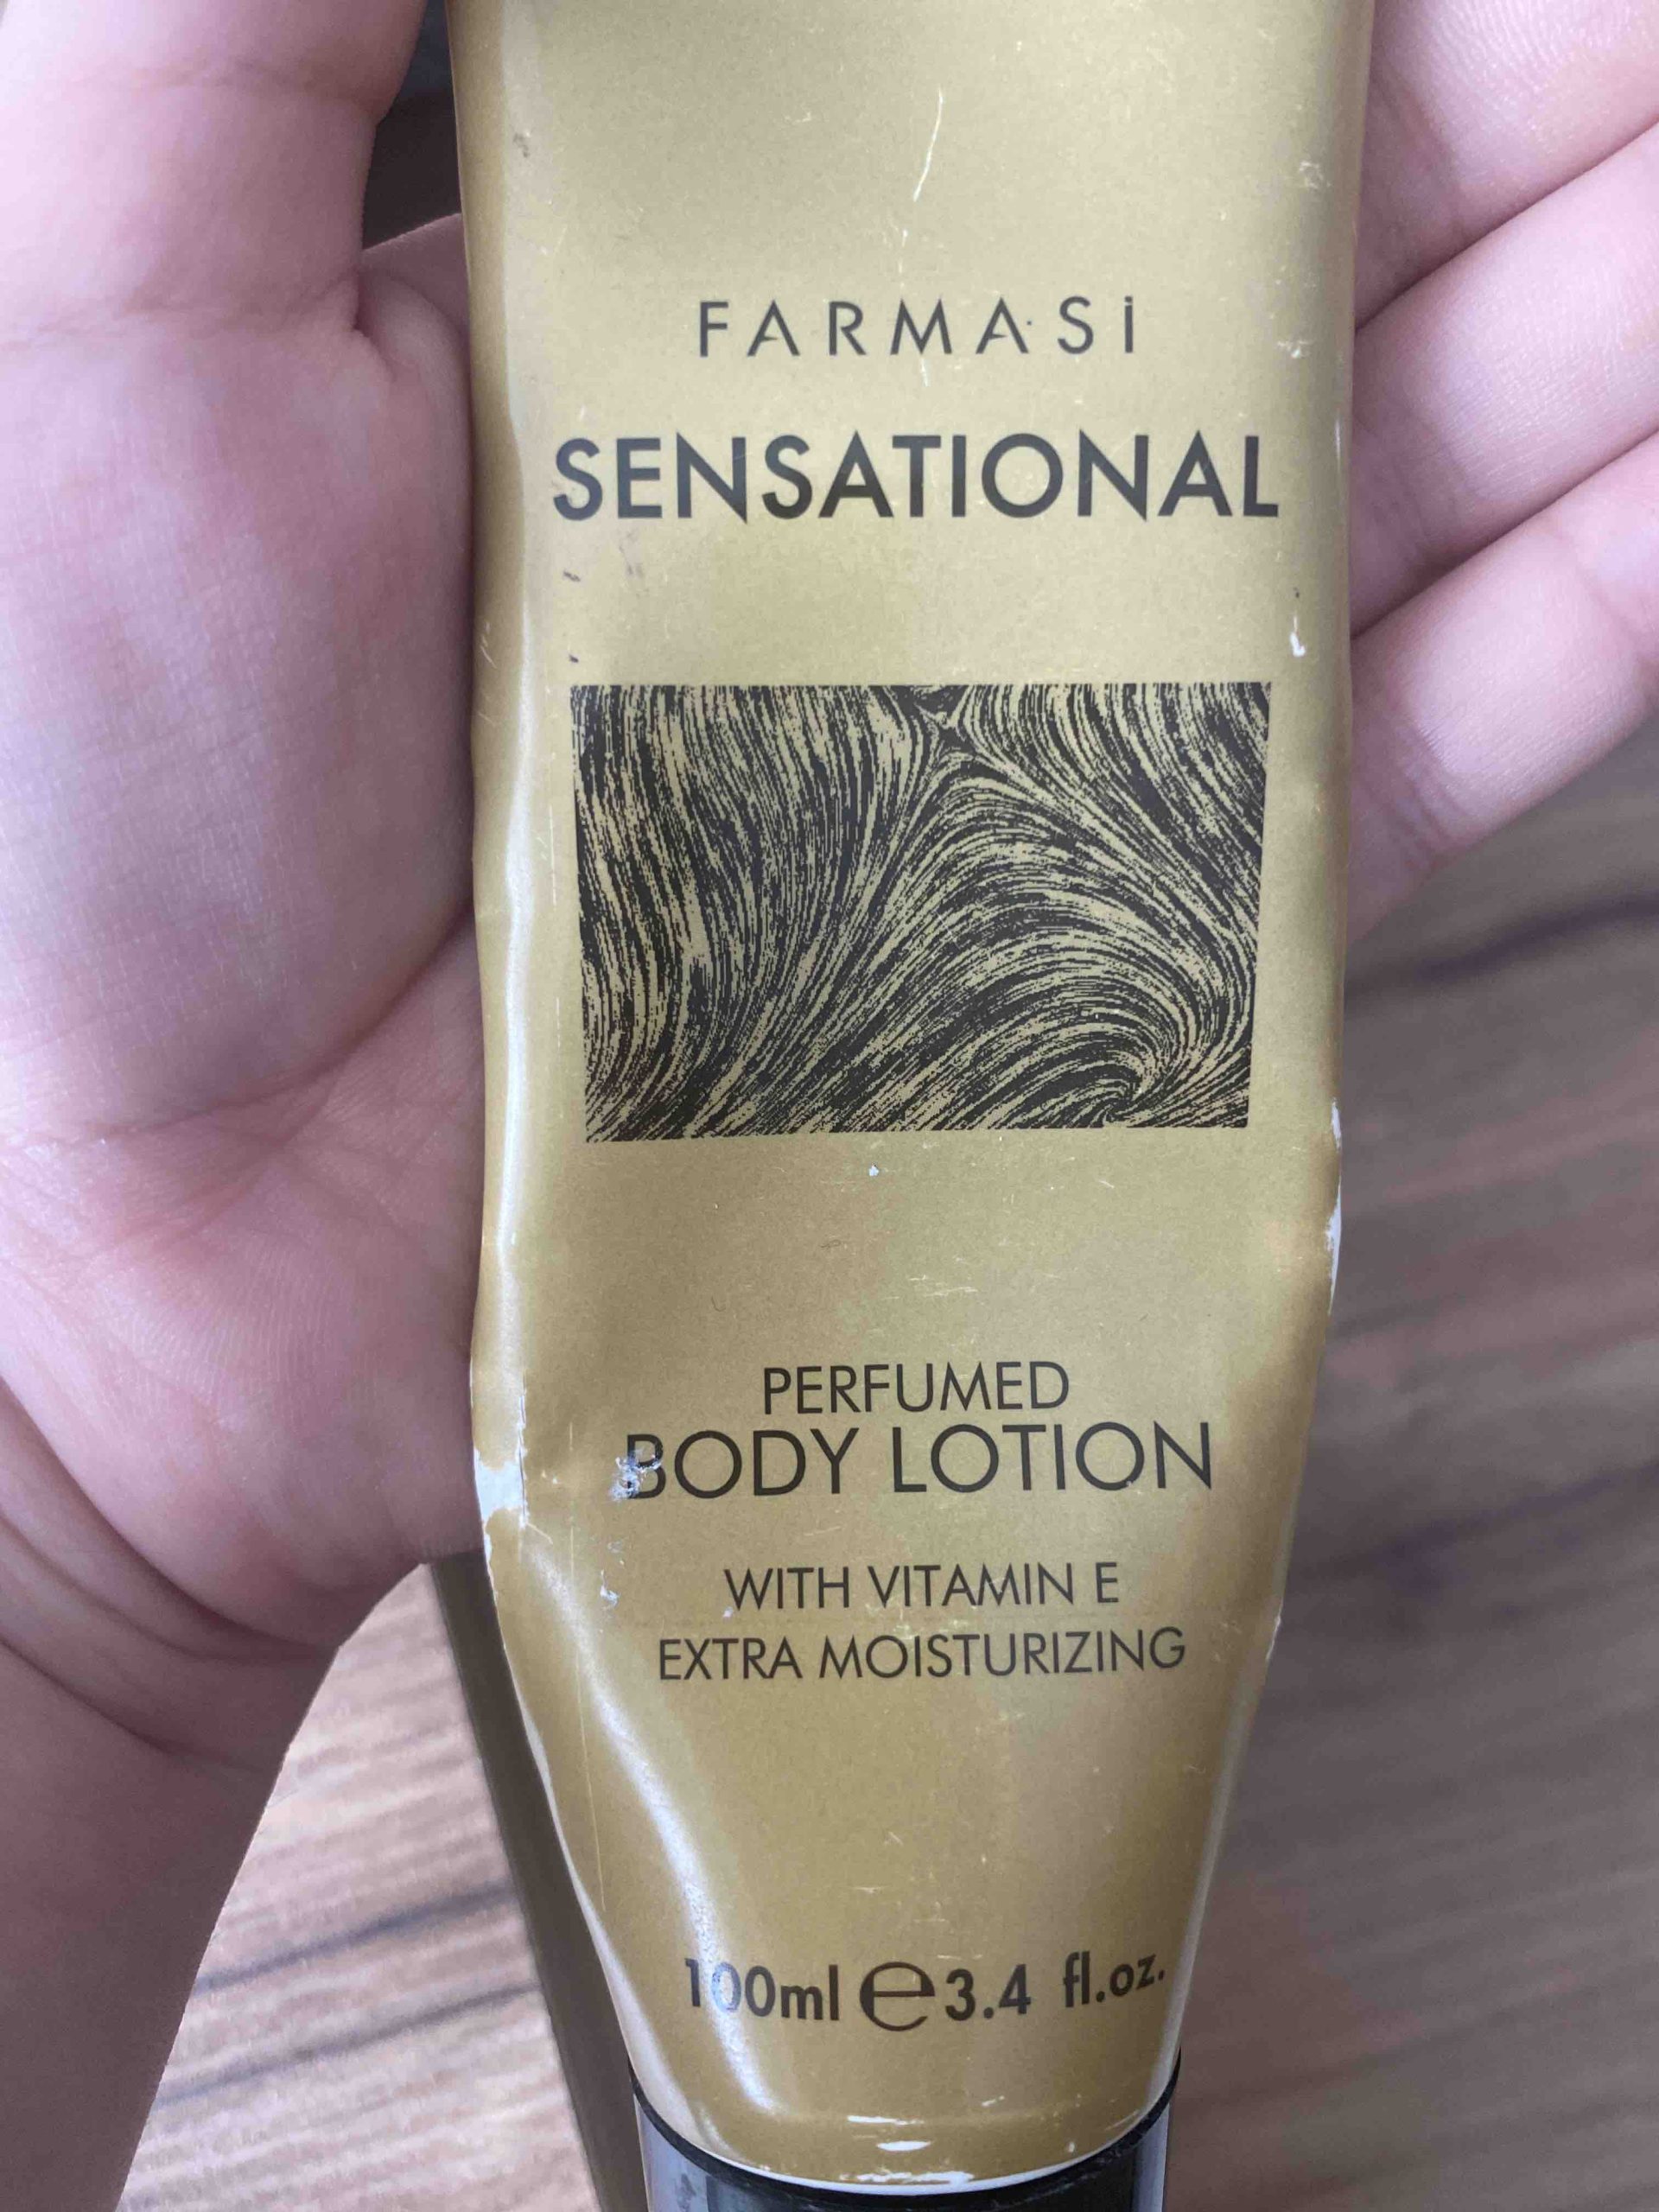 FARMASİ
SENSATIONAL
PERFUMED
BODY LOTION
WITH VITAMIN E
EXTRA MOISTURIZING
100ml ℮ 3.4 fl.oz.